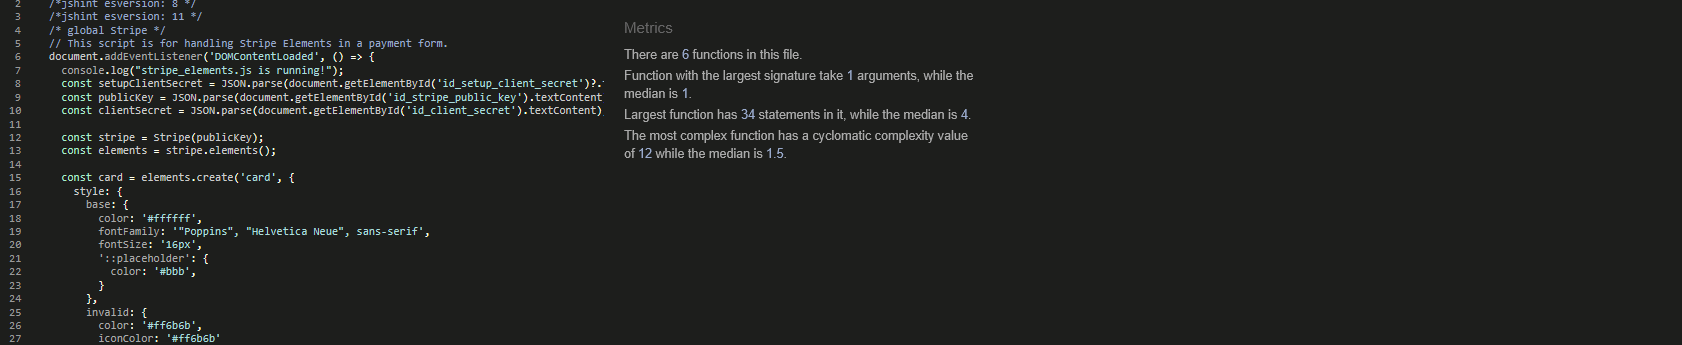 2 /*jshint esversion: 8 */
3 /*jshint esversion: 11 */
4 /* global Stripe */
5 // This script is for handling Stripe Elements in a payment form.
6 document.addEventListener('DOMContentLoaded', () => {
7 console.log("stripe_elements.js is running!");
8 const setupClientSecret = JSON.parse(document.getElementById('id_setup_client_secret')?.
9 const publicKey = JSON.parse(document.getElementById('id_stripe_public_key').textContent
10 const clientSecret = JSON.parse(document.getElementById('id_client_secret').textContent)
11
12 const stripe = Stripe(publicKey);
13 const elements = stripe.elements();
14
15 const card = elements.create('card', {
16 style: {
17 base: {
18 color: '#ffffff',
19 fontFamily: '"Poppins", "Helvetica Neue", sans-serif',
20 fontSize: '16px',
21 '::placeholder': {
22 color: '#bbb',
23 }
24 },
25 invalid: {
26 color: '#ff6b6b',
27 iconColor: '#ff6b6b'
Metrics
There are 6 functions in this file.
Function with the largest signature take 1 arguments, while the
median is 1.
Largest function has 34 statements in it, while the median is 4.
The most complex function has a cyclomatic complexity value
of 12 while the median is 1.5.